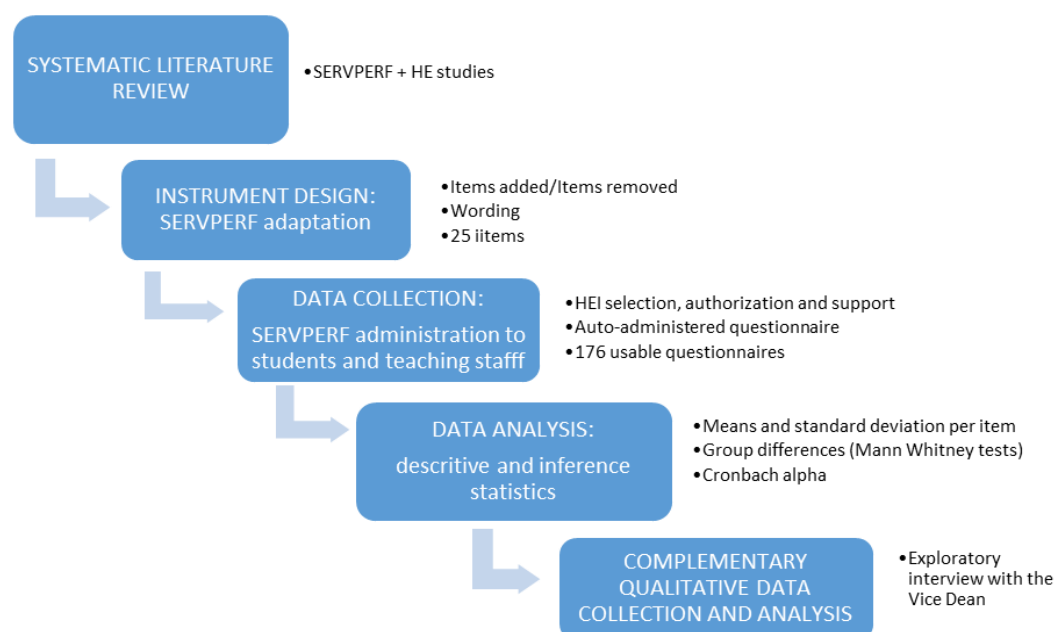 SYSTEMATIC LITERATURE
REVIEW
•SERVPERF + HE studies
INSTRUMENT DESIGN:
SERVPERF adaptation
•Items added/Items removed
•Wording
•25 iitems
DATA COLLECTION:
SERVPERF administration to
students and teaching stafff
•HEI selection, authorization and support
•Auto-administered questionnaire
•176 usable questionnaires
DATA ANALYSIS:
descritive and inference
statistics
•Means and standard deviation per item
•Group differences (Mann Whitney tests)
•Cronbach alpha
COMPLEMENTARY
QUALITATIVE DATA
COLLECTION AND ANALYSIS
•Exploratory
interview with the
Vice Dean